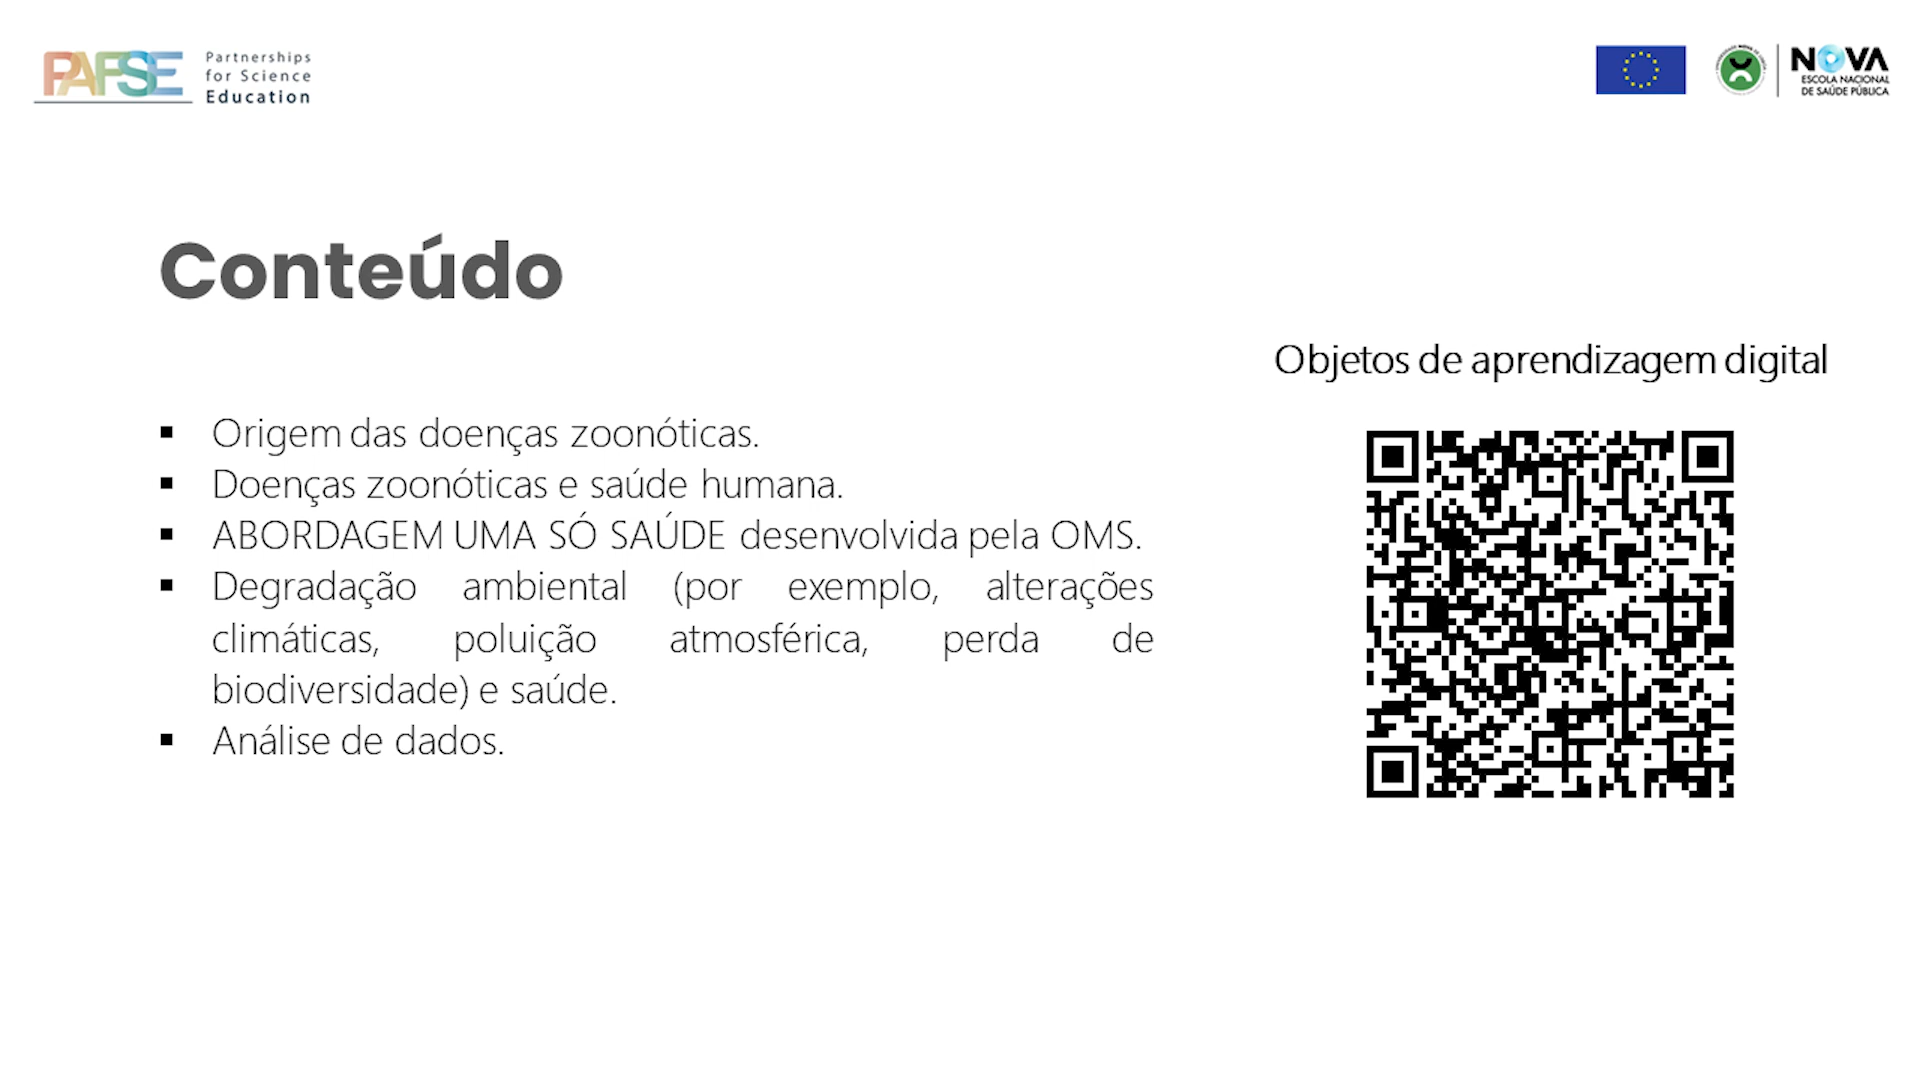 PAFSE
Partnerships
for Science
Education
NOVA
ESCOLA NACIONAL
DE SAÚDE PÚBLICA
Conteúdo
Objetos de aprendizagem digital
▪ Origem das doenças zoonóticas.
▪ Doenças zoonóticas e saúde humana.
▪ ABORDAGEM UMA SÓ SAÚDE desenvolvida pela OMS.
▪ Degradação ambiental (por exemplo, alterações
climáticas, poluição atmosférica, perda de
biodiversidade) e saúde.
▪ Análise de dados.